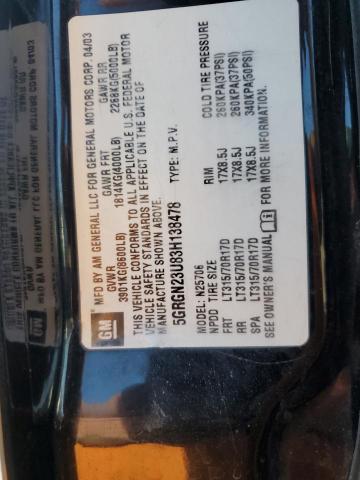 GM
MFD BY AM GENERAL LLC FOR GENERAL MOTORS CORP. 04/03
GVWR GAWR FRT GAWR RR
3901KG(8600LB) 1814KG(4000LB) 2268KG(5000LB)
THIS VEHICLE CONFORMS TO ALL APPLICABLE U.S. FEDERAL MOTOR
VEHICLE SAFETY STANDARDS IN EFFECT ON THE DATE OF
MANUFACTURE SHOWN ABOVE.
5GRGN23U83H138478 TYPE: M.P.V.
MODEL: N25706
NPDD TIRE SIZE RIM COLD TIRE PRESSURE
FRT LT315/70R17D 17X8.5J 260KPA(37PSI)
RR LT315/70R17D 17X8.5J 260KPA(37PSI)
SPA LT315/70R17D 17X8.5J 340KPA(50PSI)
SEE OWNER'S MANUAL FOR MORE INFORMATION.